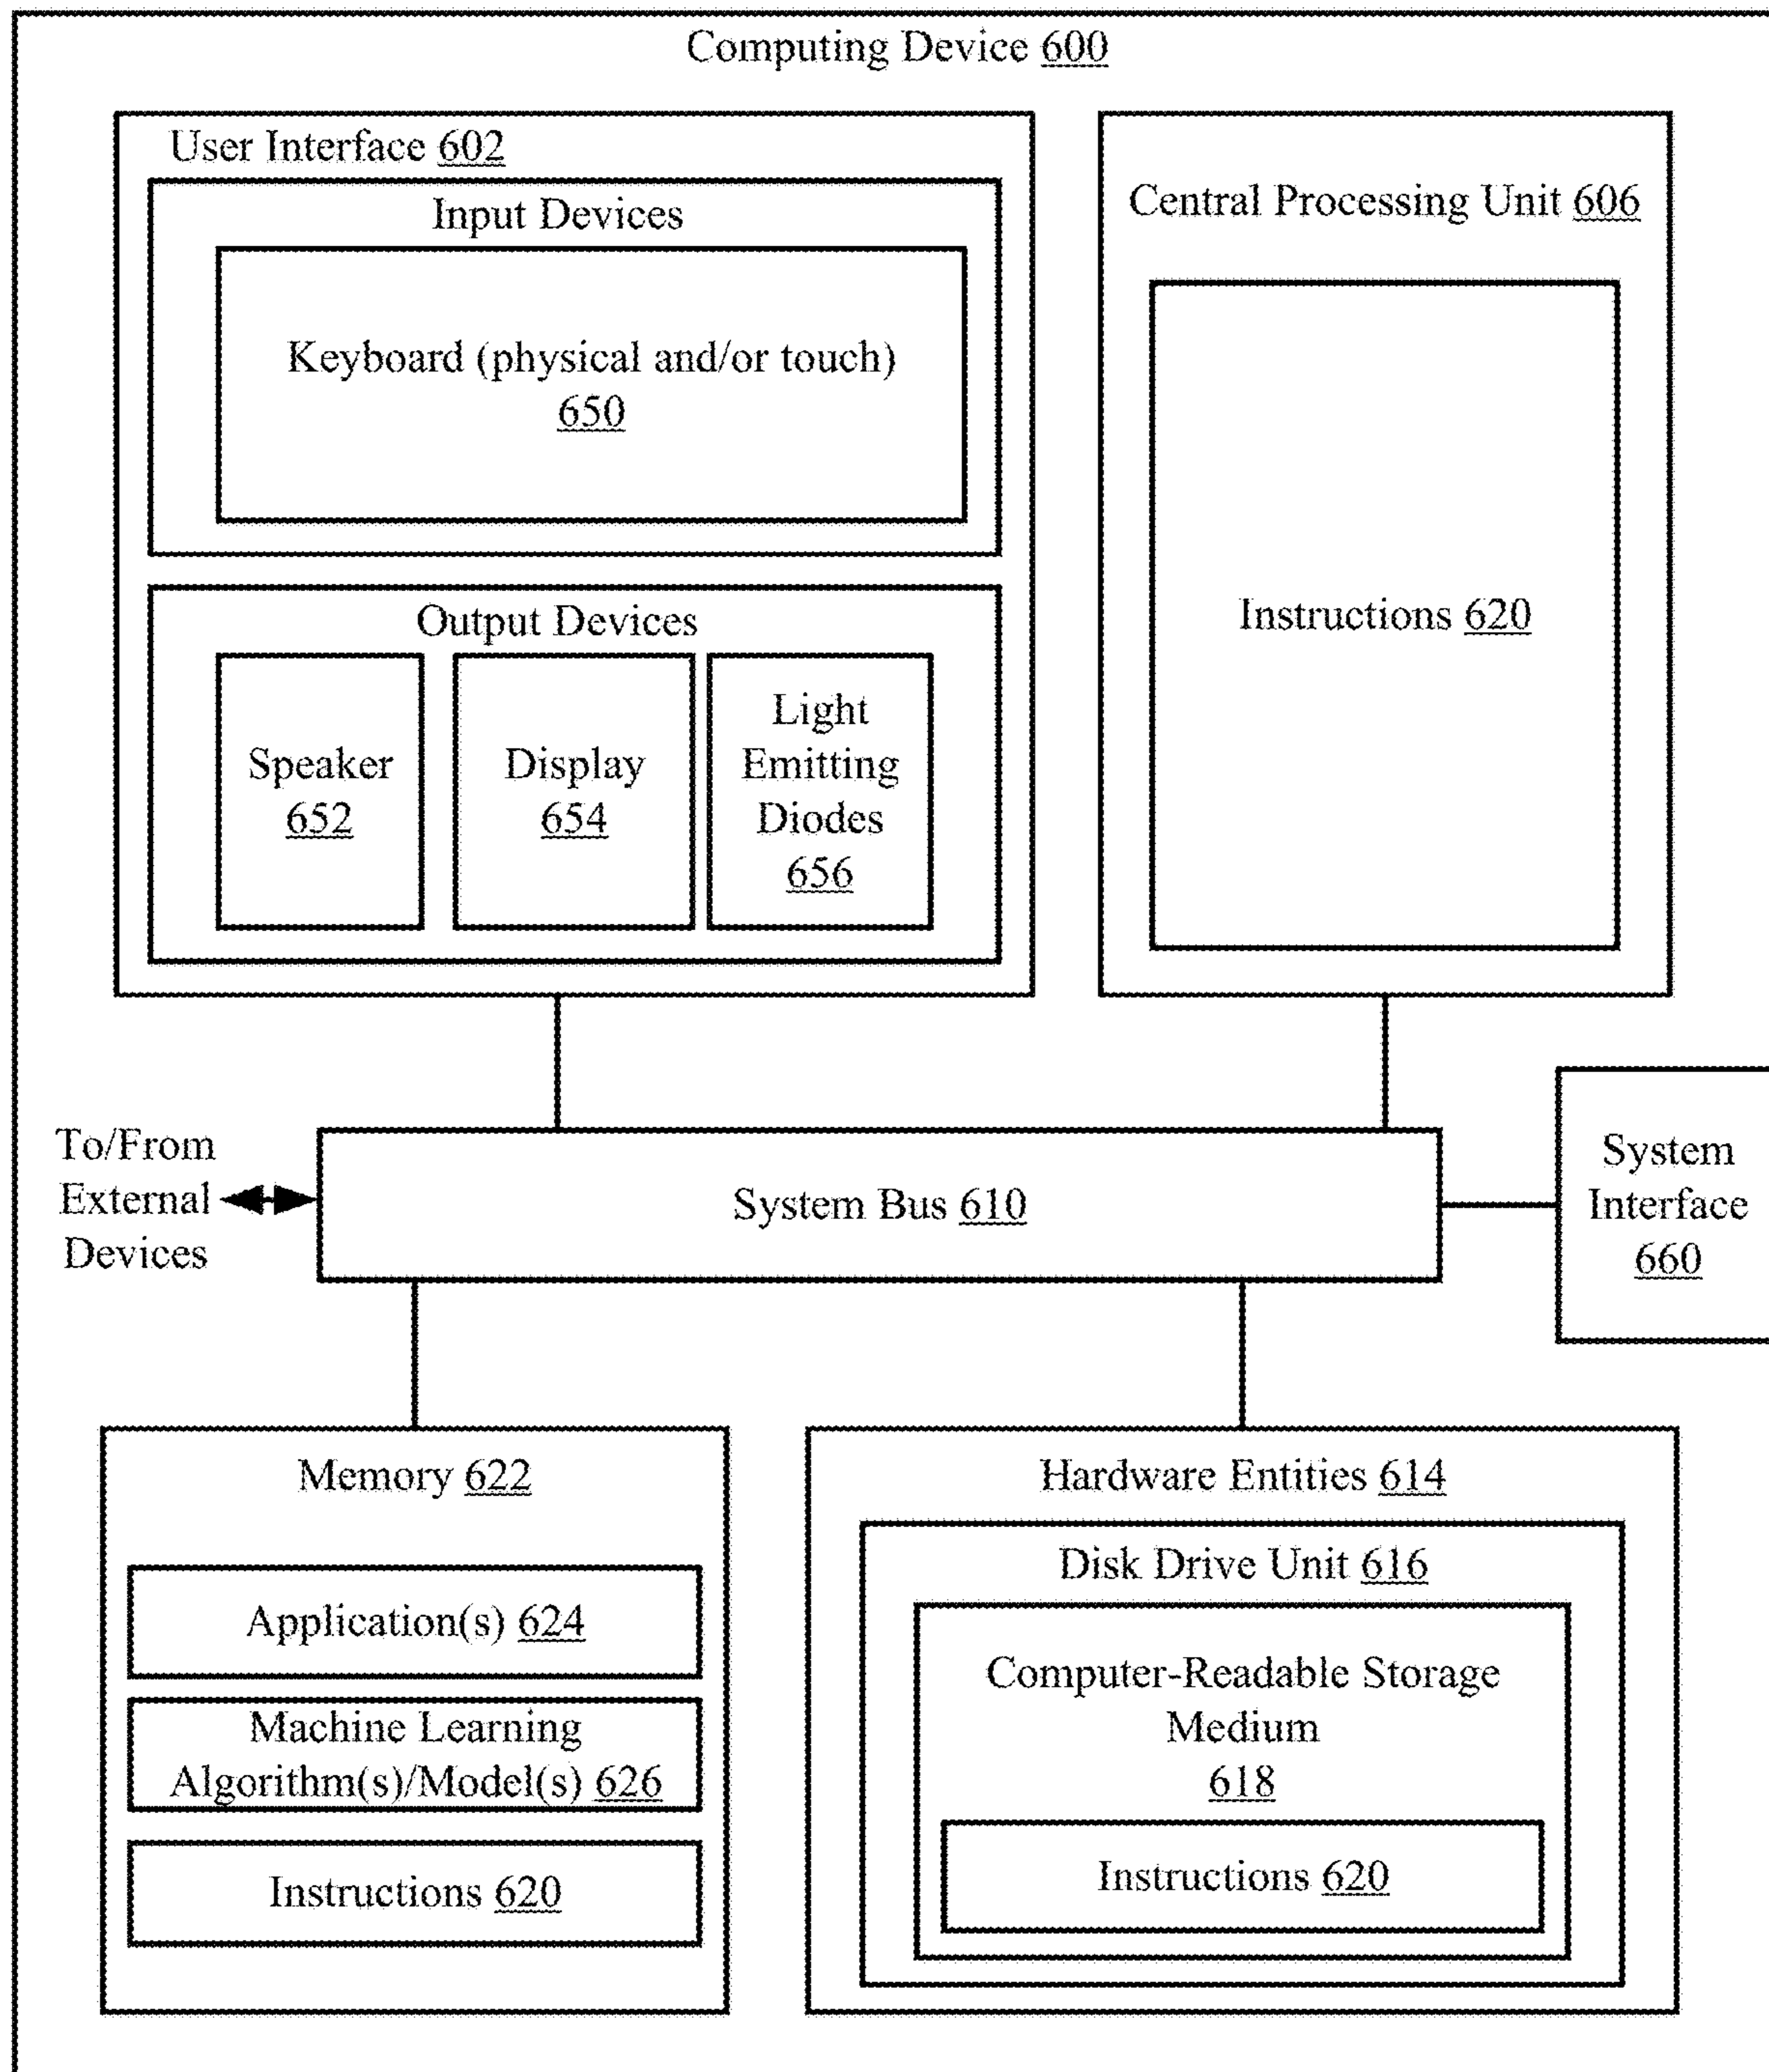 Computing Device 600
User Interface 602
Input Devices
Keyboard (physical and/or touch)
650
Output Devices
Speaker
652
Display
654
Light
Emitting
Diodes
656
Central Processing Unit 606
Instructions 620
To/From
External
Devices
System Bus 610
System
Interface
660
Memory 622
Application(s) 624
Machine Learning
Algorithm(s)/Model(s) 626
Instructions 620
Hardware Entities 614
Disk Drive Unit 616
Computer-Readable Storage
Medium
618
Instructions 620